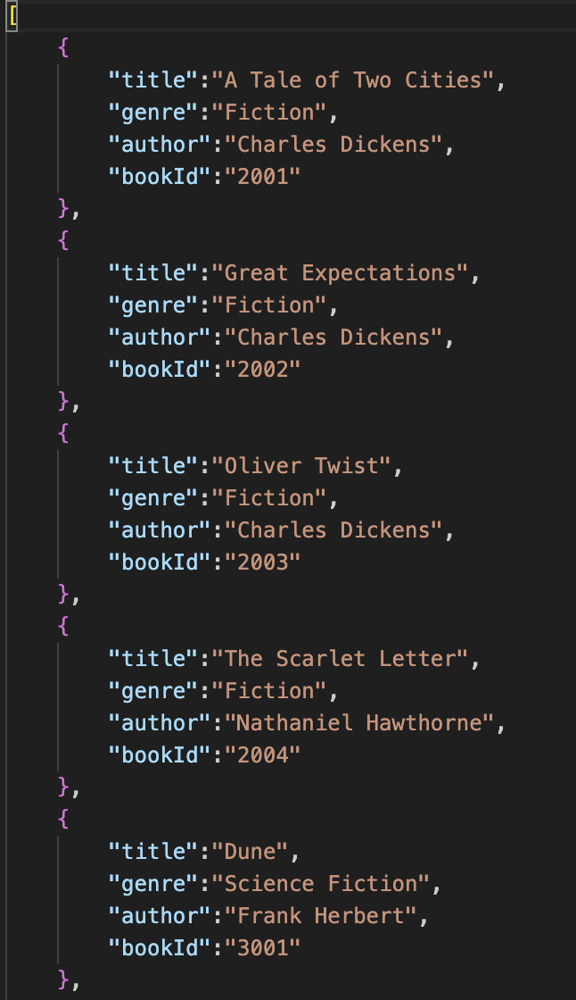 [
    {
        "title":"A Tale of Two Cities",
        "genre":"Fiction",
        "author":"Charles Dickens",
        "bookId":"2001"
    },
    {
        "title":"Great Expectations",
        "genre":"Fiction",
        "author":"Charles Dickens",
        "bookId":"2002"
    },
    {
        "title":"Oliver Twist",
        "genre":"Fiction",
        "author":"Charles Dickens",
        "bookId":"2003"
    },
    {
        "title":"The Scarlet Letter",
        "genre":"Fiction",
        "author":"Nathaniel Hawthorne",
        "bookId":"2004"
    },
    {
        "title":"Dune",
        "genre":"Science Fiction",
        "author":"Frank Herbert",
        "bookId":"3001"
    },